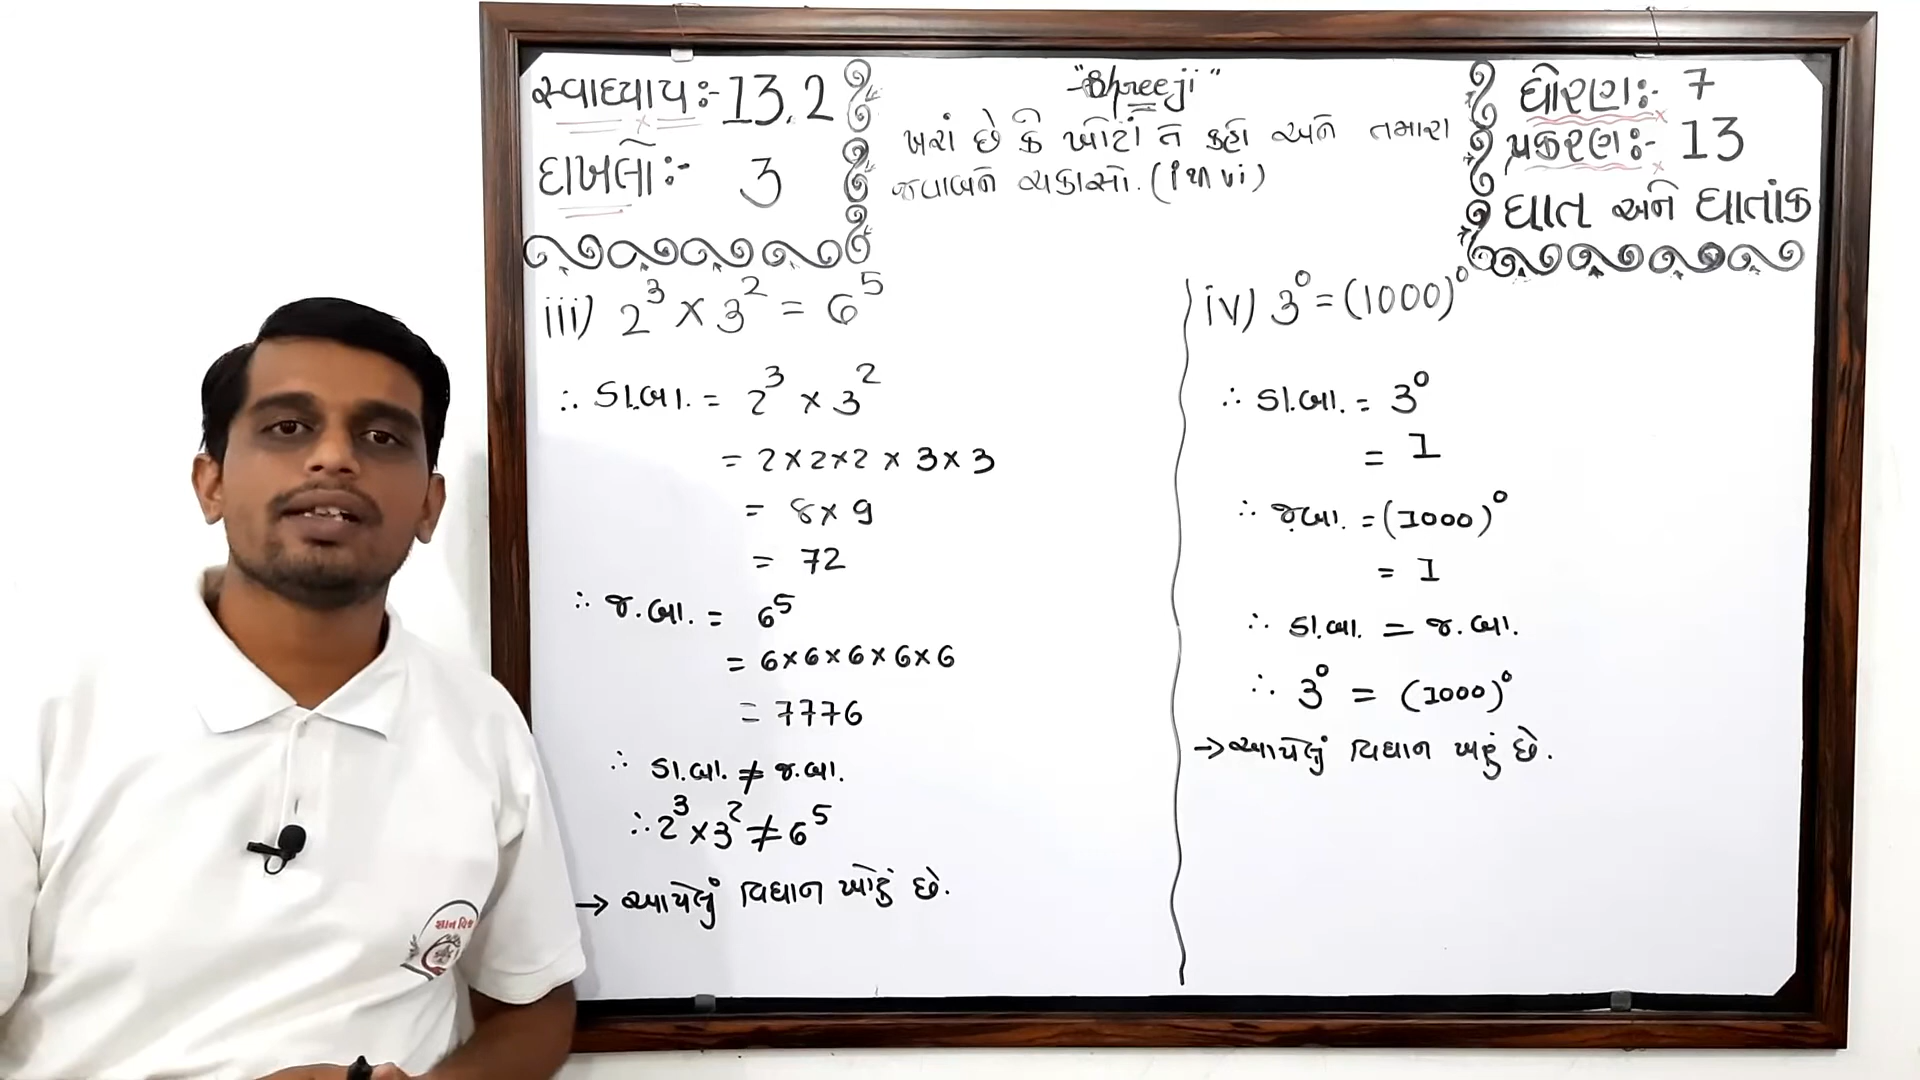 સ્વાધ્યાય:- 13.2
દાખલો:- 3
"Shreeji"
ખરાં છે કે ખોટાં તે કહો અને તમારા
જવાબને ચકાસો. (i થી vi)
ધોરણ:- 7
પ્રકરણ:- 13
ઘાત અને ઘાતાંક
iii) 2³ × 3² = 6⁵
∴ ડા.બા. = 2³ × 3²
= 2×2×2 × 3×3
= 8×9
= 72
∴ જ.બા. = 6⁵
= 6×6×6×6×6
= 7776
∴ ડા.બા. ≠ જ.બા.
∴ 2³×3² ≠ 6⁵
→ આપેલું વિધાન ખોટું છે.
iv) 3⁰ = (1000)⁰
∴ ડા.બા. = 3⁰
= 1
∴ જ.બા. = (1000)⁰
= 1
∴ ડા.બા. = જ.બા.
∴ 3⁰ = (1000)⁰
→ આપેલું વિધાન ખરું છે.